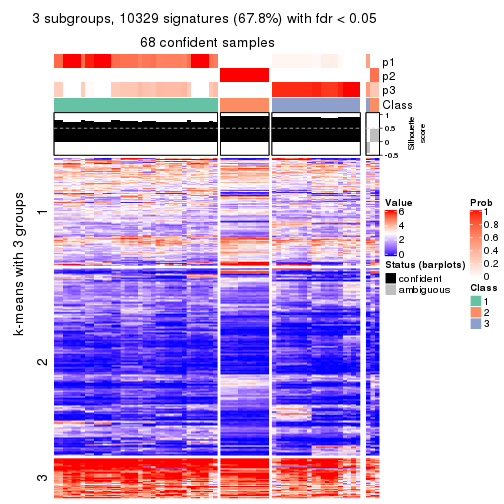 3 subgroups, 10329 signatures (67.8%) with fdr < 0.05
68 confident samples
p1
p2
p3
Class
1
0.5
0
-0.5
Silhouette
score
k-means with 3 groups
1
2
3
Value
6
4
2
0
Status (barplots)
confident
ambiguous
Prob
1
0.8
0.6
0.4
0.2
0
Class
1
2
3